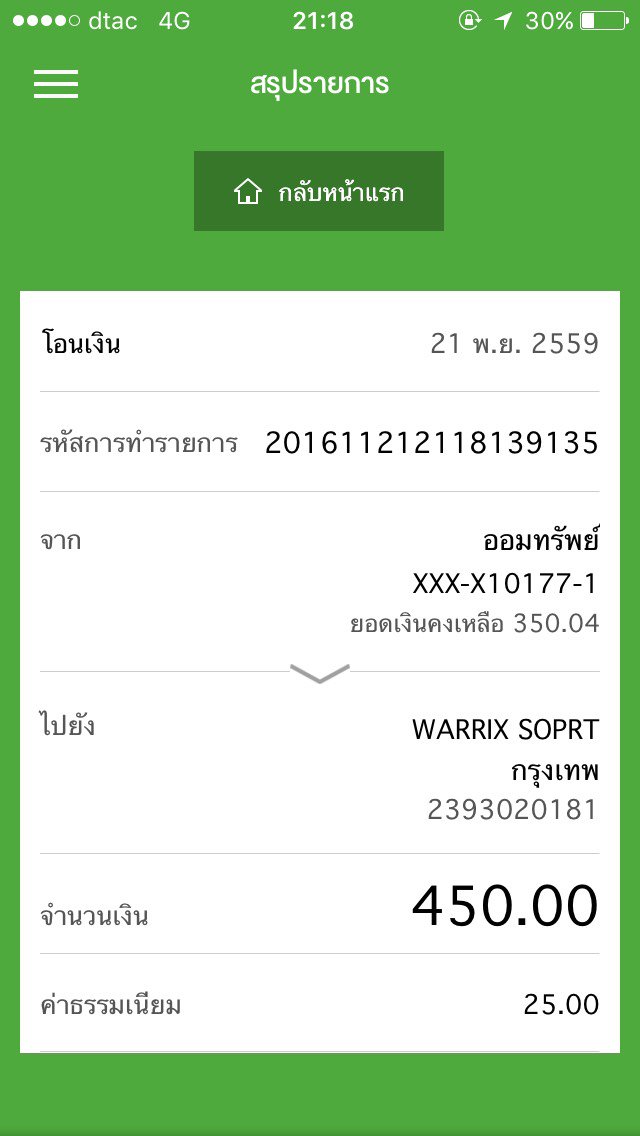 dtac 4G 21:18 30%
สรุปรายการ
กลับหน้าแรก
โอนเงิน 21 พ.ย. 2559
รหัสการทำรายการ 201611212118139135
จาก ออมทรัพย์
XXX-X10177-1
ยอดเงินคงเหลือ 350.04
ไปยัง WARRIX SOPRT
กรุงเทพ
2393020181
จำนวนเงิน 450.00
ค่าธรรมเนียม 25.00